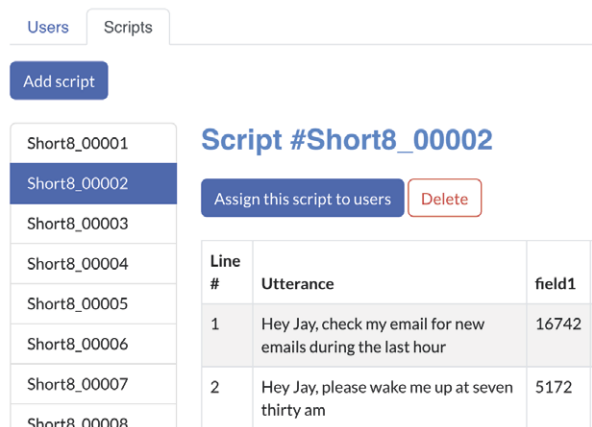 Users Scripts
Add script
Short8_00001
Short8_00002
Short8_00003
Short8_00004
Short8_00005
Short8_00006
Short8_00007
Short8_00008
Script #Short8_00002
Assign this script to users Delete
Line
# Utterance field1
1 Hey Jay, check my email for new 16742
emails during the last hour
2 Hey Jay, please wake me up at seven 5172
thirty am